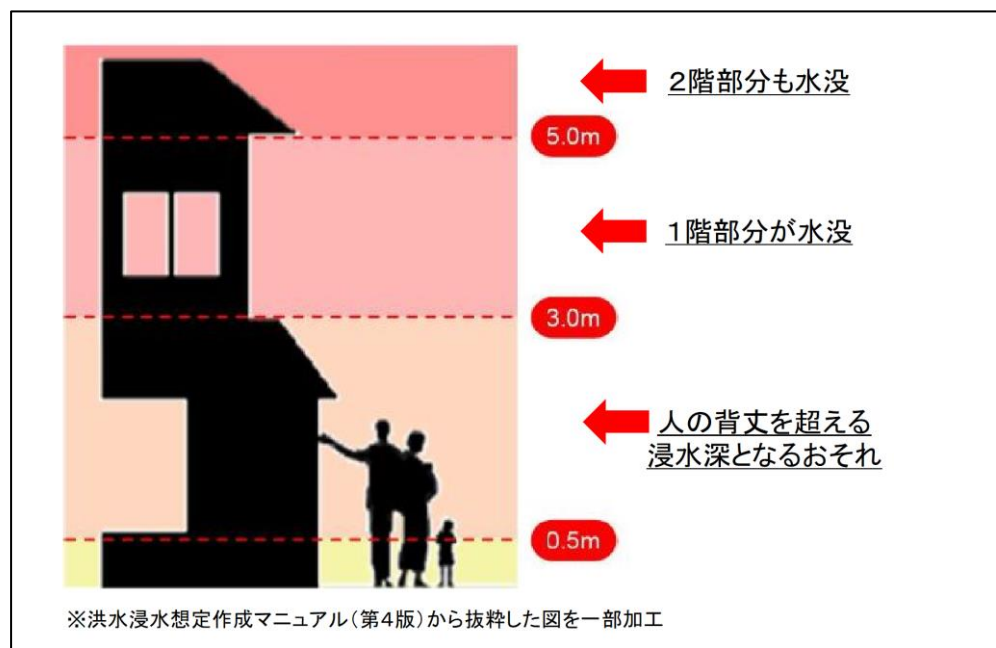 ２階部分も水没
5.0m
１階部分が水没
3.0m
人の背丈を超える
浸水深となるおそれ
0.5m
※洪水浸水想定作成マニュアル（第４版）から抜粋した図を一部加工